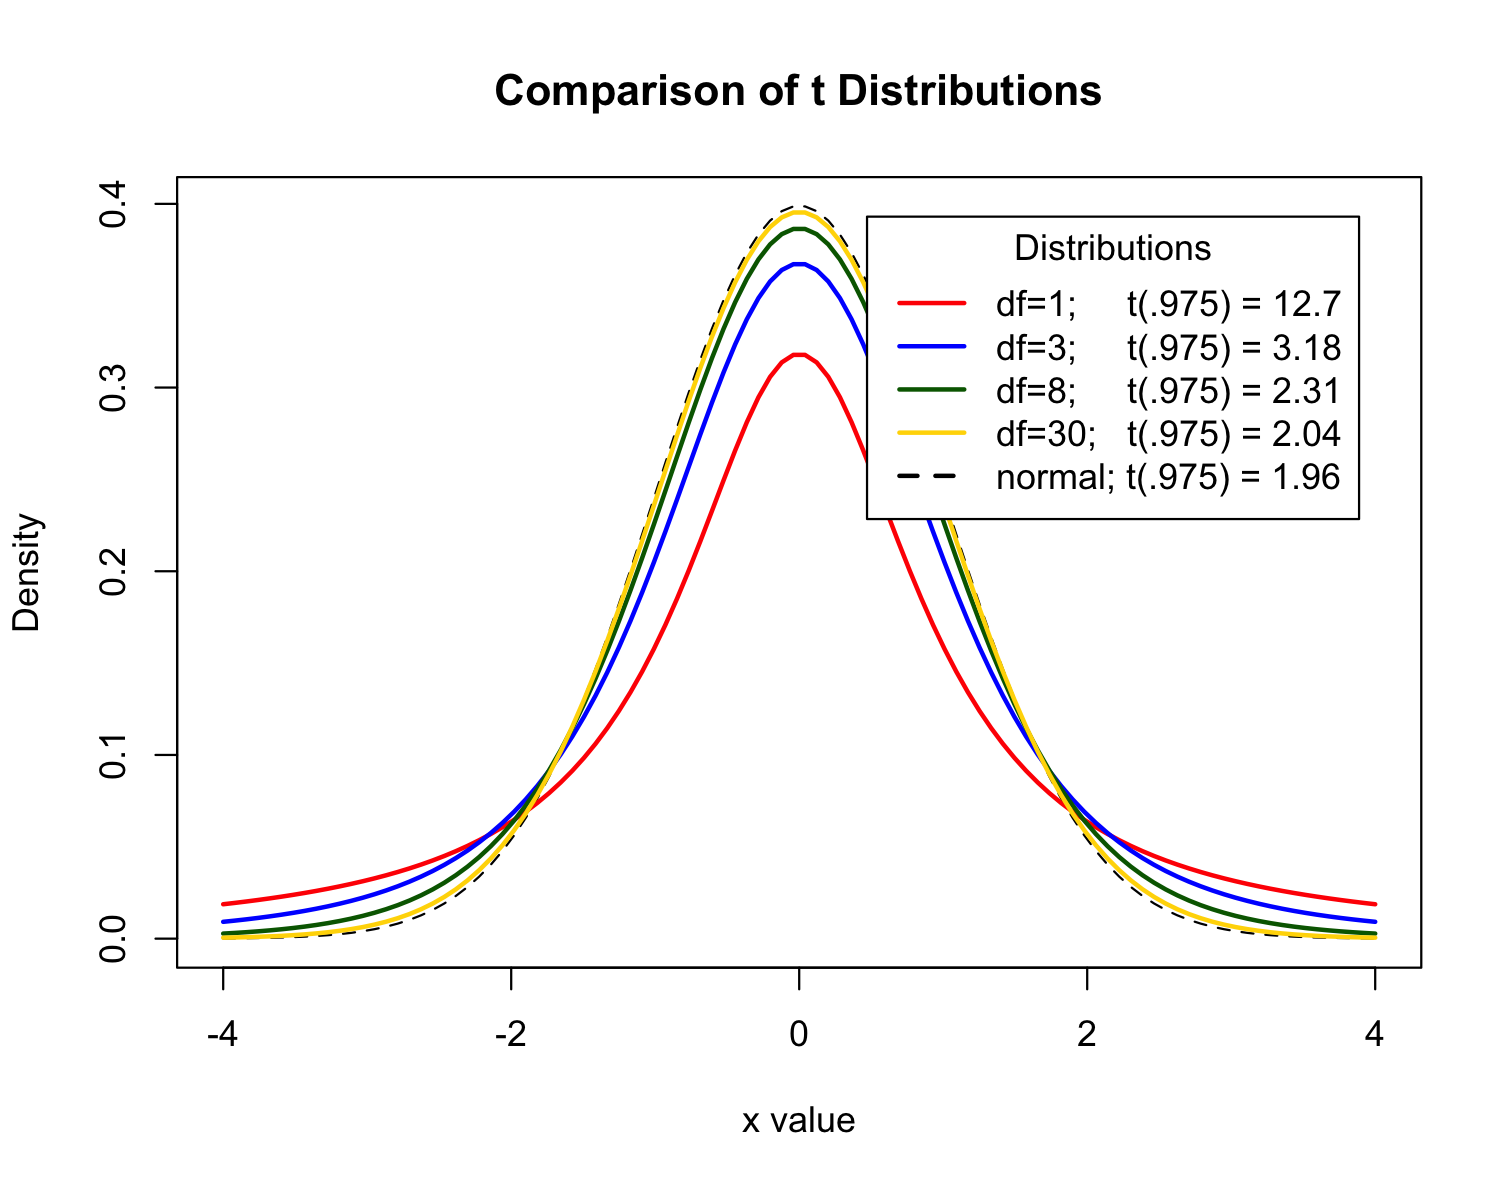 Comparison of t Distributions
Distributions
df=1; t(.975) = 12.7
df=3; t(.975) = 3.18
df=8; t(.975) = 2.31
df=30; t(.975) = 2.04
normal; t(.975) = 1.96
Density
0.4
0.3
0.2
0.1
0.0
-4 -2 0 2 4
x value